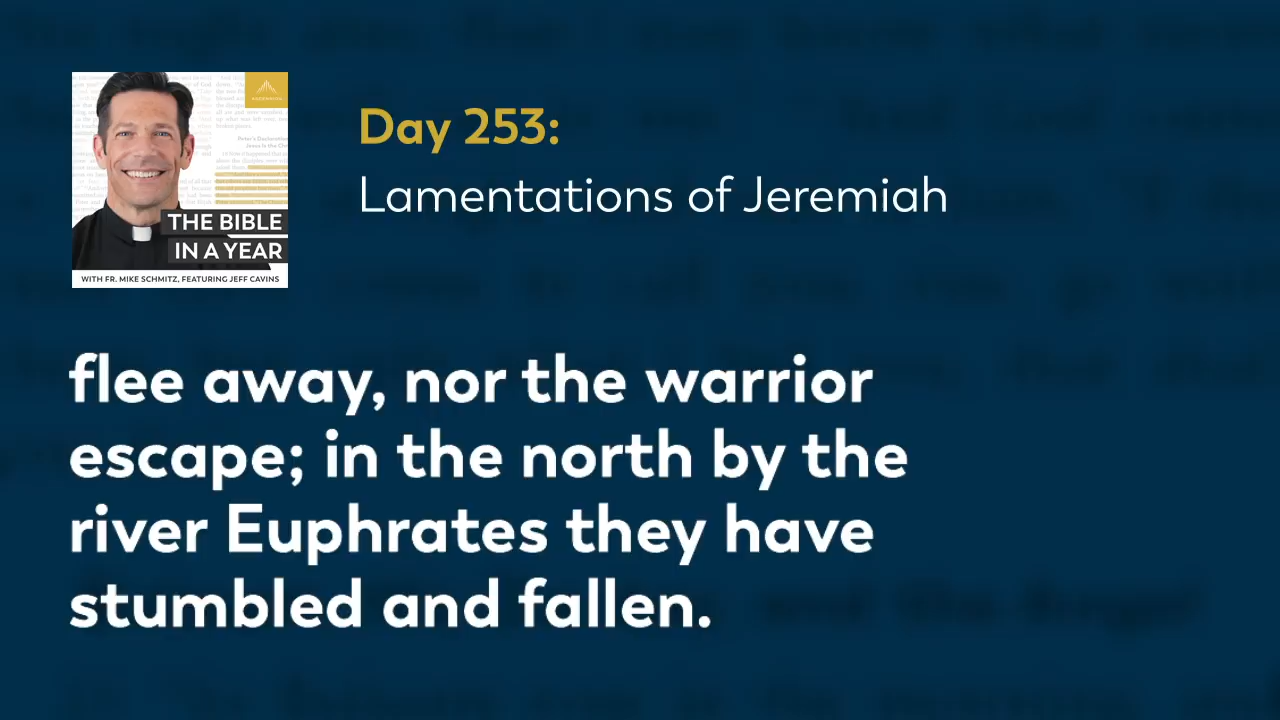 Day 253:
Lamentations of Jeremiah
THE BIBLE
IN A YEAR
WITH FR. MIKE SCHMITZ, FEATURING JEFF CAVINS
flee away, nor the warrior
escape; in the north by the
river Euphrates they have
stumbled and fallen.